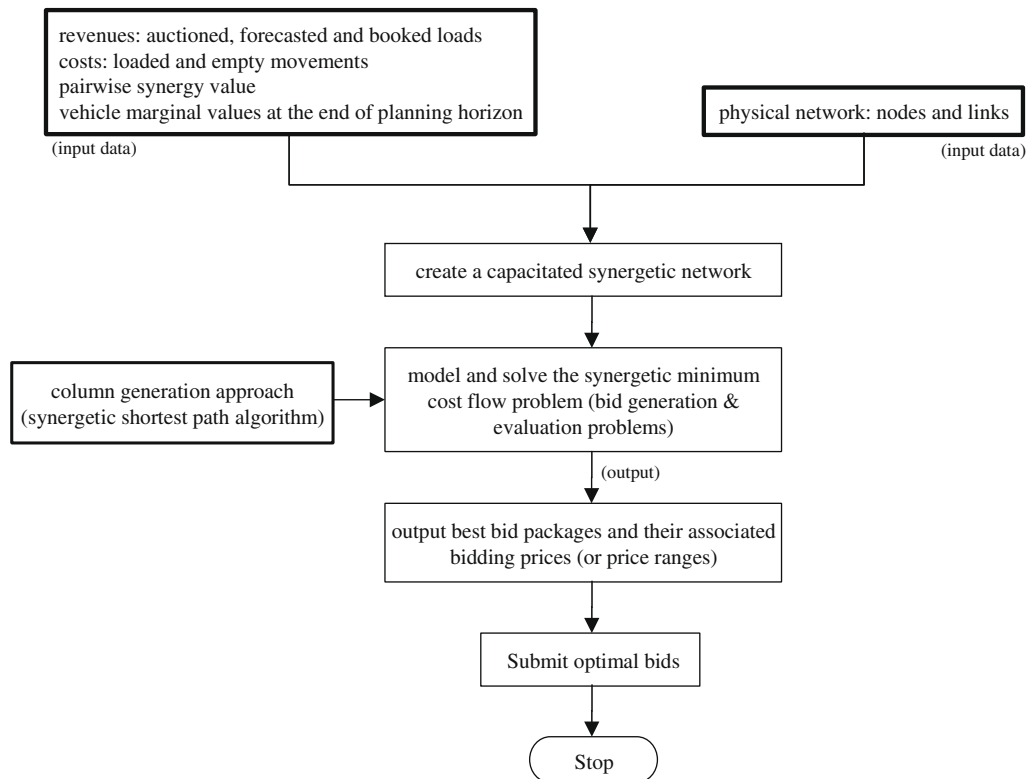 revenues: auctioned, forecasted and booked loads
costs: loaded and empty movements
pairwise synergy value
vehicle marginal values at the end of planning horizon
(input data)
physical network: nodes and links
(input data)
create a capacitated synergetic network
column generation approach
(synergetic shortest path algorithm)
model and solve the synergetic minimum
cost flow problem (bid generation &
evaluation problems)
(output)
output best bid packages and their associated
bidding prices (or price ranges)
Submit optimal bids
Stop